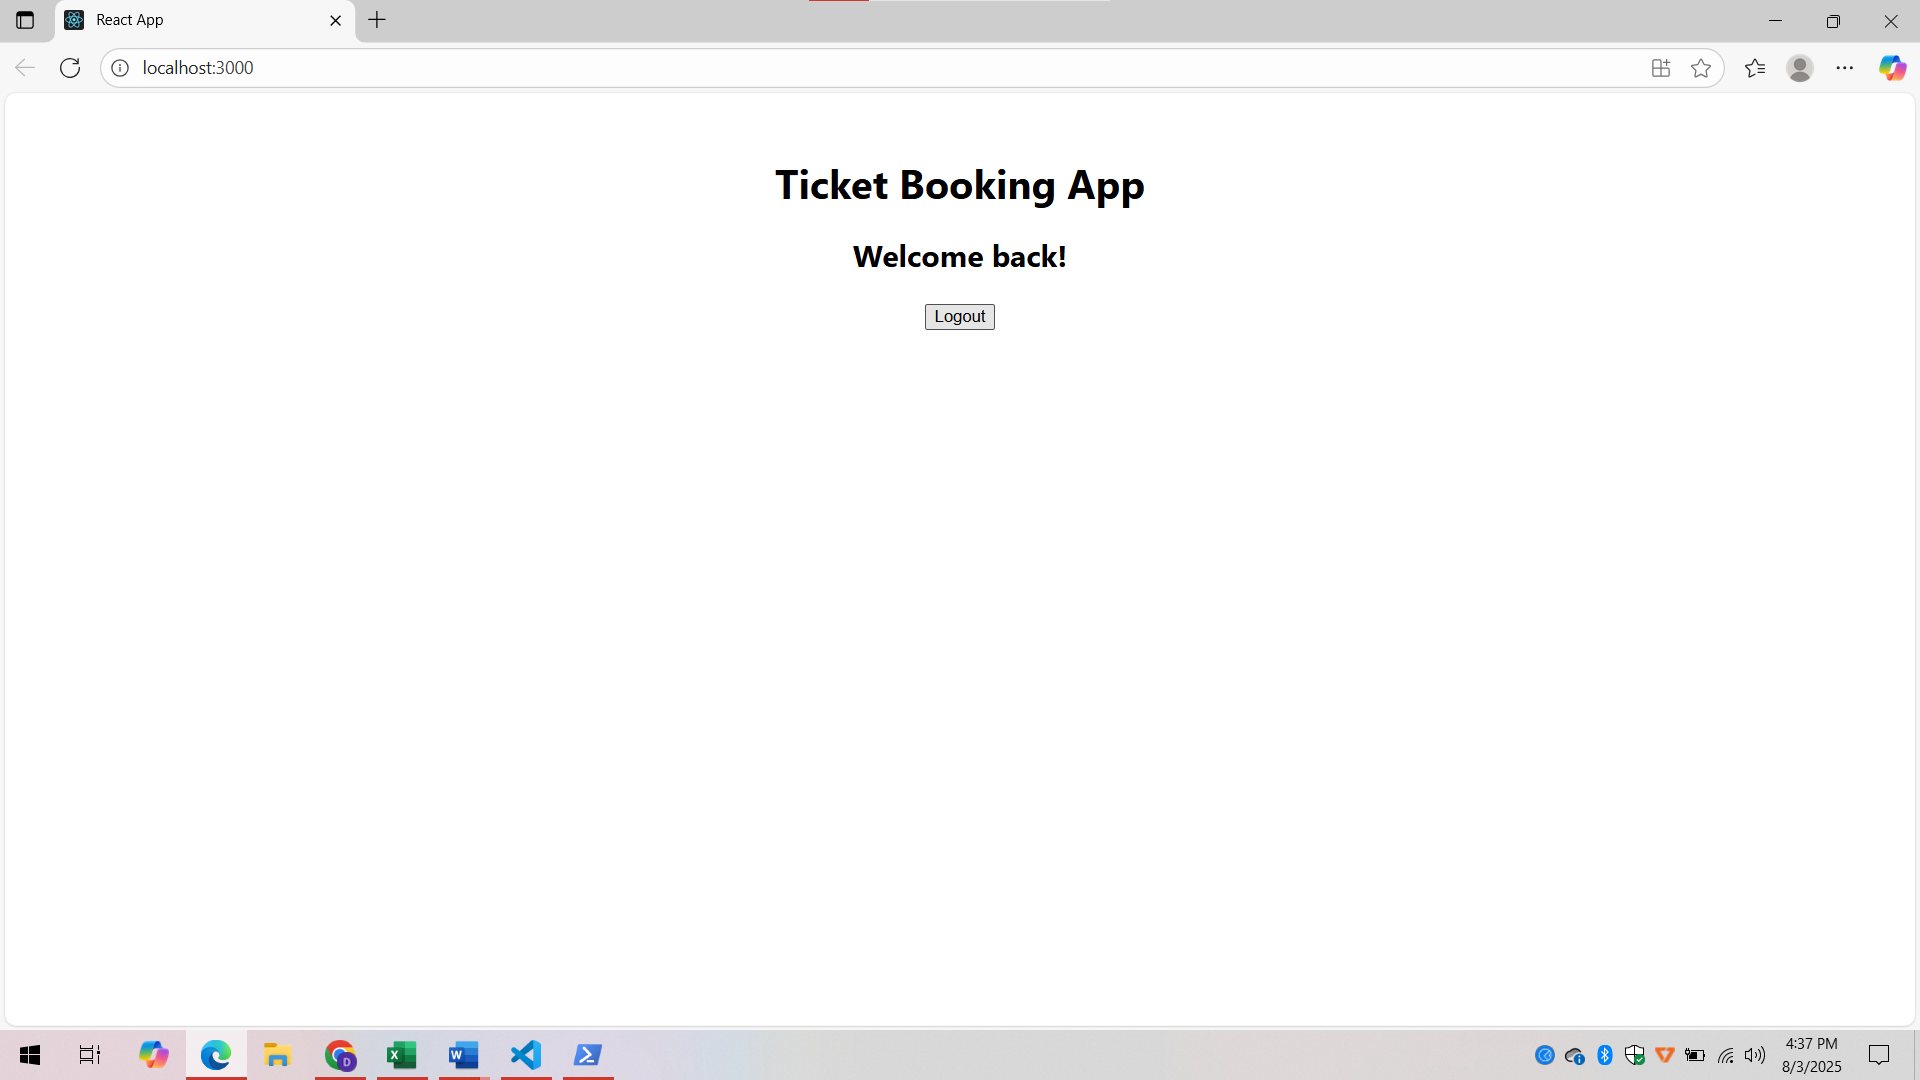 React App
localhost:3000
Ticket Booking App
Welcome back!
Logout
4:37 PM
8/3/2025